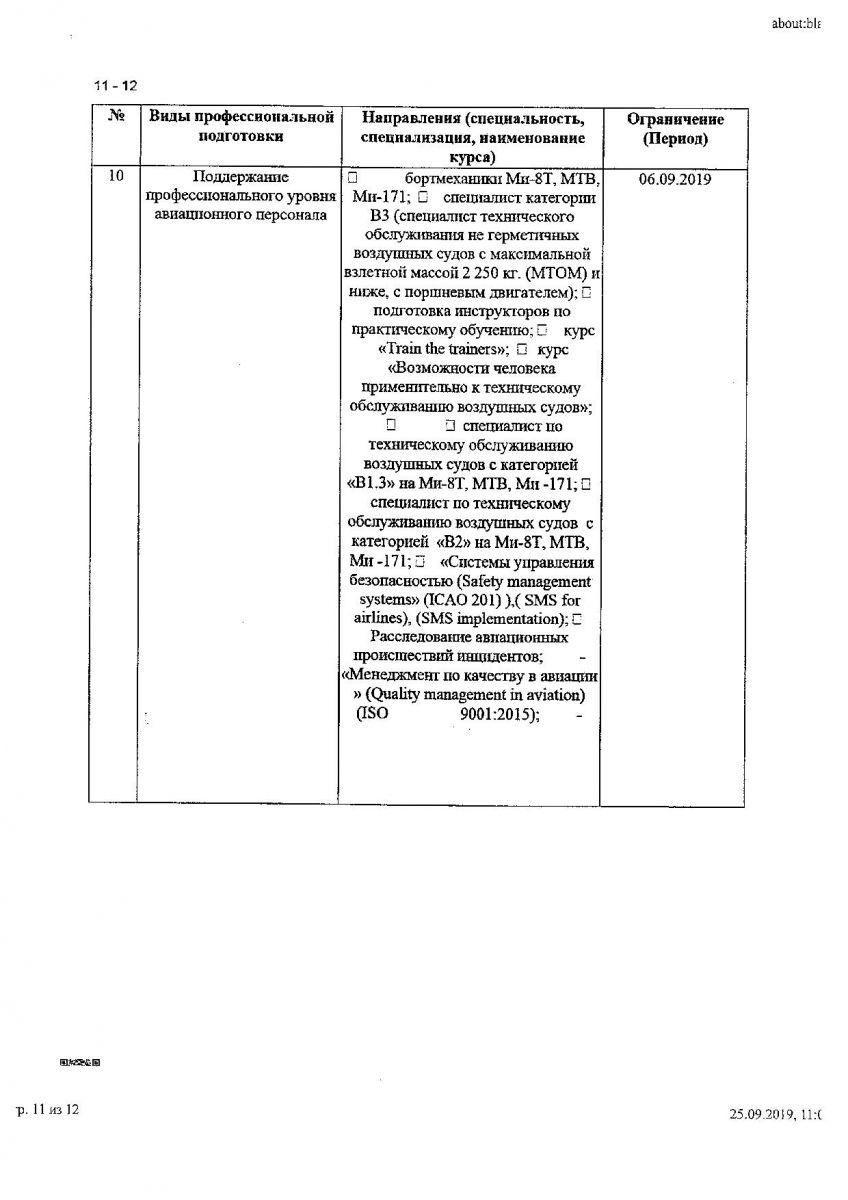 about:bla
11 - 12
№
Виды профессиональной
подготовки
Направления (специальность,
специализация, наименование
курса)
Ограничение
(Период)
10
Поддержание
профессионального уровня
авиационного персонала
□ бортмеханики Ми-8Т, МТВ,
Ми-171; □ специалист категории
В3 (специалист технического
обслуживания не герметичных
воздушных судов с максимальной
взлетной массой 2 250 кг. (МТОМ) и
ниже, с поршневым двигателем); □
подготовка инструкторов по
практическому обучению; □ курс
«Train the trainers»; □ курс
«Возможности человека
применительно к техническому
обслуживанию воздушных судов»;
□ □ специалист по
техническому обслуживанию
воздушных судов с категорией
«В1.3» на Ми-8Т, МТВ, Ми -171; □
специалист по техническому
обслуживанию воздушных судов с
категорией «В2» на Ми-8Т, МТВ,
Ми -171; □ «Системы управления
безопасностью (Safety management
systems» (ICAO 201) ),( SMS for
airlines), (SMS implementation); □
Расследование авиационных
происшествий инцидентов; -
«Менеджмент по качеству в авиации
» (Quality management in aviation)
(ISO 9001:2015); -
06.09.2019
р. 11 из 12
25.09.2019, 11:0